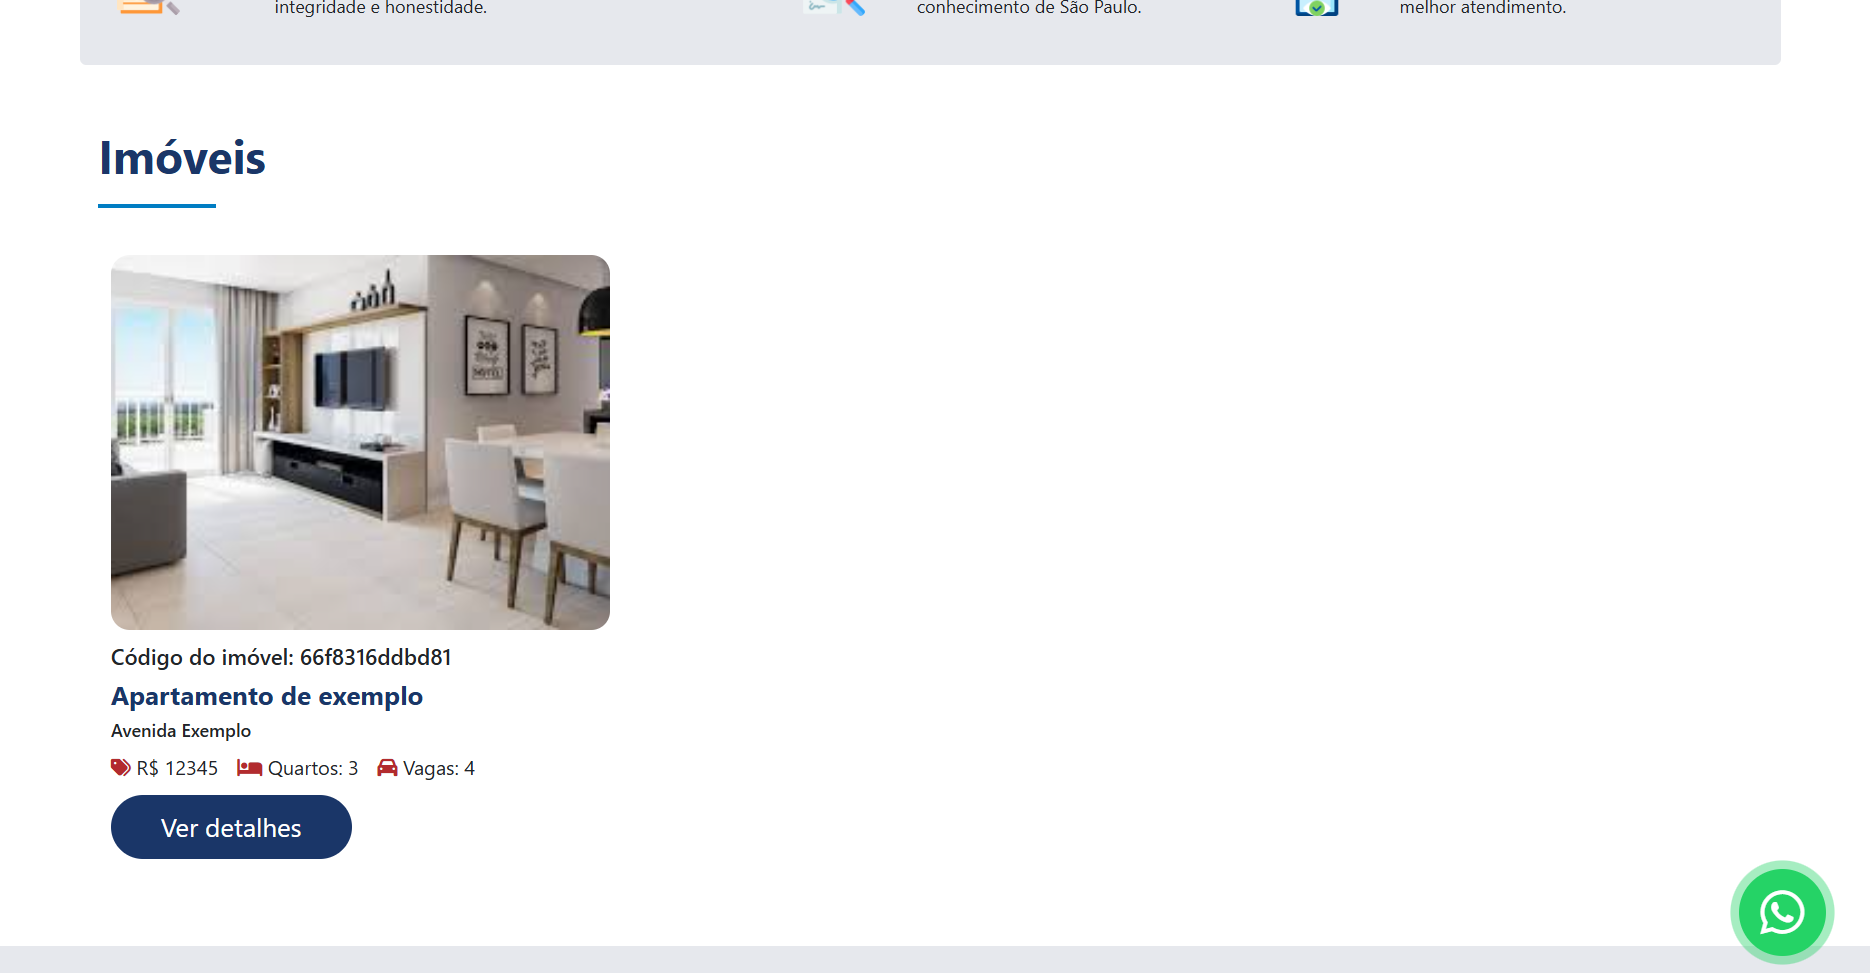 integridade e honestidade.
conhecimento de São Paulo.
melhor atendimento.
Imóveis
HOTEL
Código do imóvel: 66f8316ddbd81
Apartamento de exemplo
Avenida Exemplo
R$ 12345 Quartos: 3 Vagas: 4
Ver detalhes